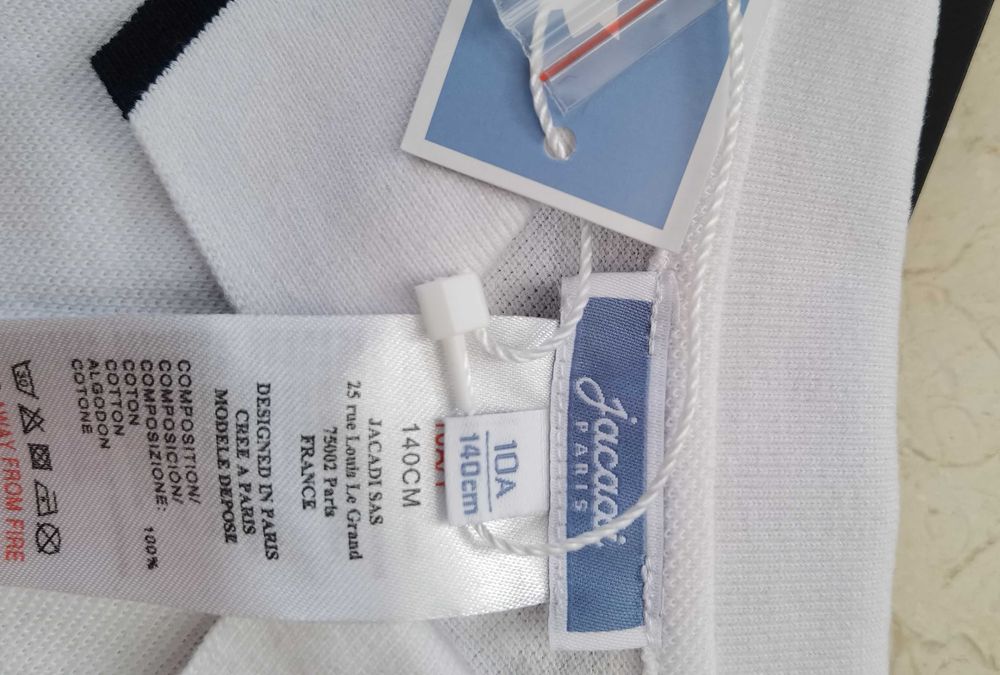 Jacadi
PARIS
10A
140cm
140CM
JACADI SAS
25 rue Louis Le Grand
75002 Paris
FRANCE
DESIGNED IN PARIS
CREE A PARIS
MODELE DEPOSE
COMPOSITION/
COMPOSICION/
COMPOSIZIONE: 100%
COTON
COTTON
ALGODON
COTONE
AWAY FROM FIRE